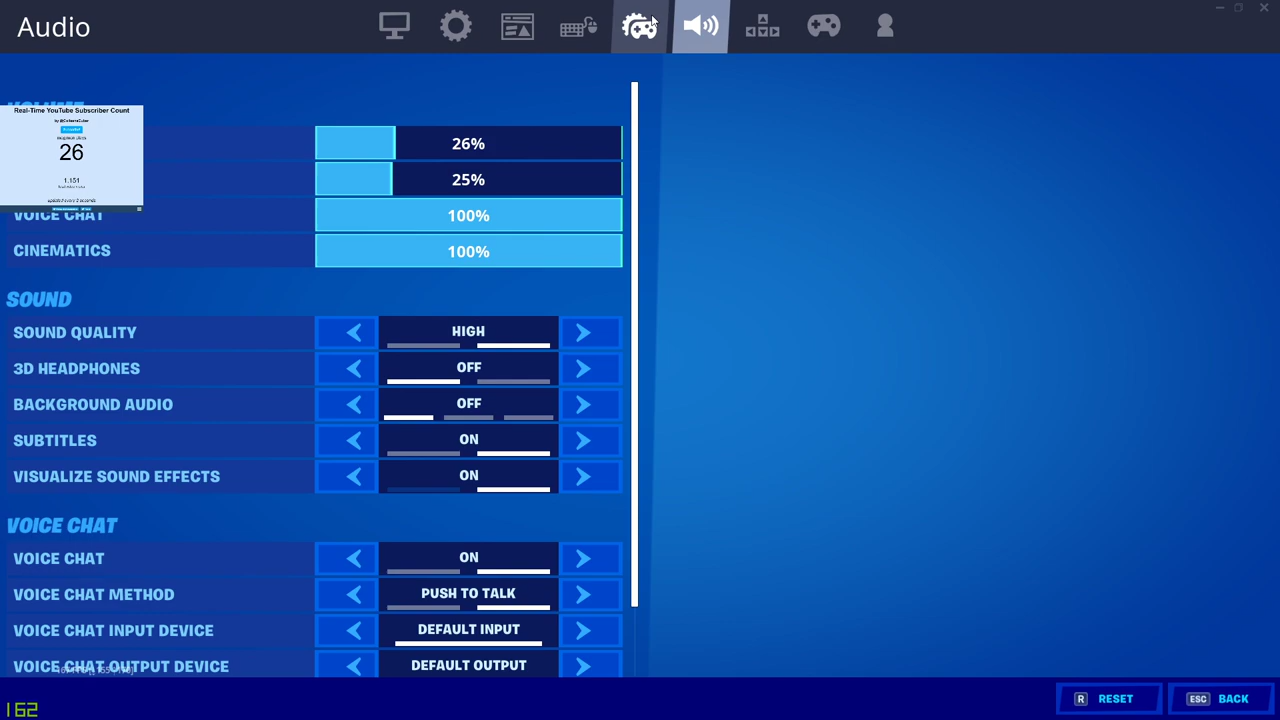 Audio
Real-Time YouTube Subscriber Count
26
1,151
26%
25%
VOICE CHAT
100%
CINEMATICS
100%
SOUND
SOUND QUALITY
HIGH
3D HEADPHONES
OFF
BACKGROUND AUDIO
OFF
SUBTITLES
ON
VISUALIZE SOUND EFFECTS
ON
VOICE CHAT
VOICE CHAT
ON
VOICE CHAT METHOD
PUSH TO TALK
VOICE CHAT INPUT DEVICE
DEFAULT INPUT
VOICE CHAT OUTPUT DEVICE
DEFAULT OUTPUT
162
R RESET
ESC BACK